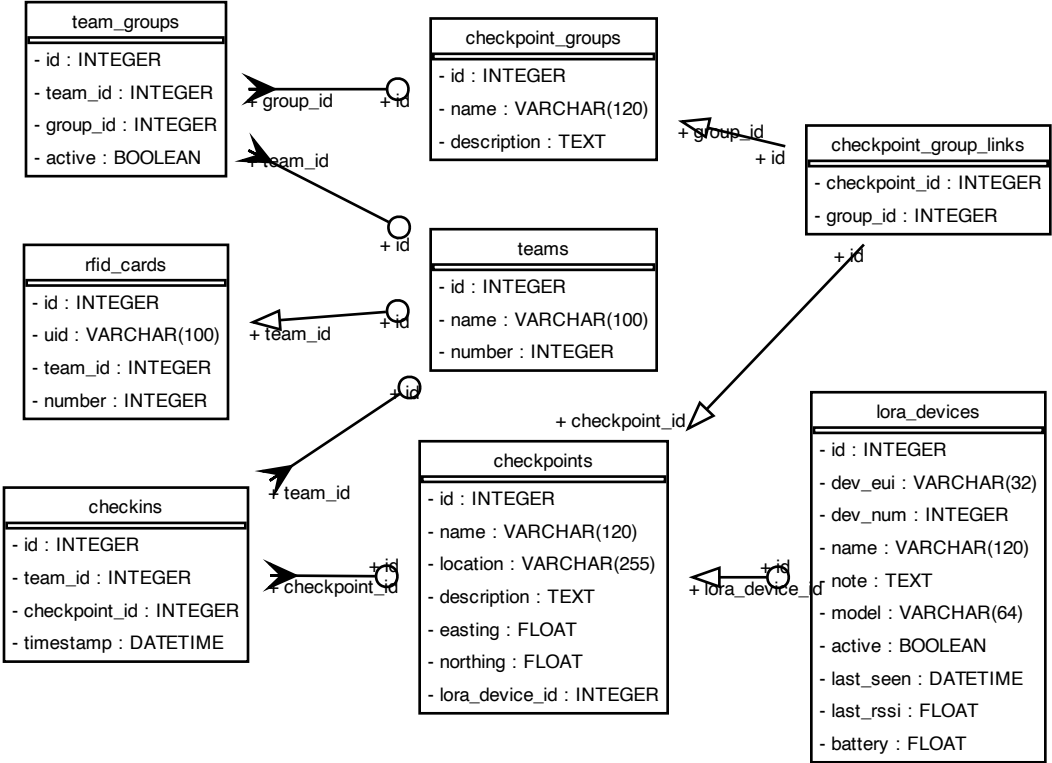 team_groups
- id : INTEGER
- team_id : INTEGER
- group_id : INTEGER
- active : BOOLEAN
+ group_id
+ id
+ team_id
+ id
checkpoint_groups
- id : INTEGER
- name : VARCHAR(120)
- description : TEXT
+ group_id
+ id
checkpoint_group_links
- checkpoint_id : INTEGER
- group_id : INTEGER
+ id
+ checkpoint_id
rfid_cards
- id : INTEGER
- uid : VARCHAR(100)
- team_id : INTEGER
- number : INTEGER
+ team_id
+ id
teams
- id : INTEGER
- name : VARCHAR(100)
- number : INTEGER
+ id
+ team_id
checkins
- id : INTEGER
- team_id : INTEGER
- checkpoint_id : INTEGER
- timestamp : DATETIME
+ id
+ checkpoint_id
checkpoints
- id : INTEGER
- name : VARCHAR(120)
- location : VARCHAR(255)
- description : TEXT
- easting : FLOAT
- northing : FLOAT
- lora_device_id : INTEGER
+ id
+ lora_device_id
lora_devices
- id : INTEGER
- dev_eui : VARCHAR(32)
- dev_num : INTEGER
- name : VARCHAR(120)
- note : TEXT
- model : VARCHAR(64)
- active : BOOLEAN
- last_seen : DATETIME
- last_rssi : FLOAT
- battery : FLOAT